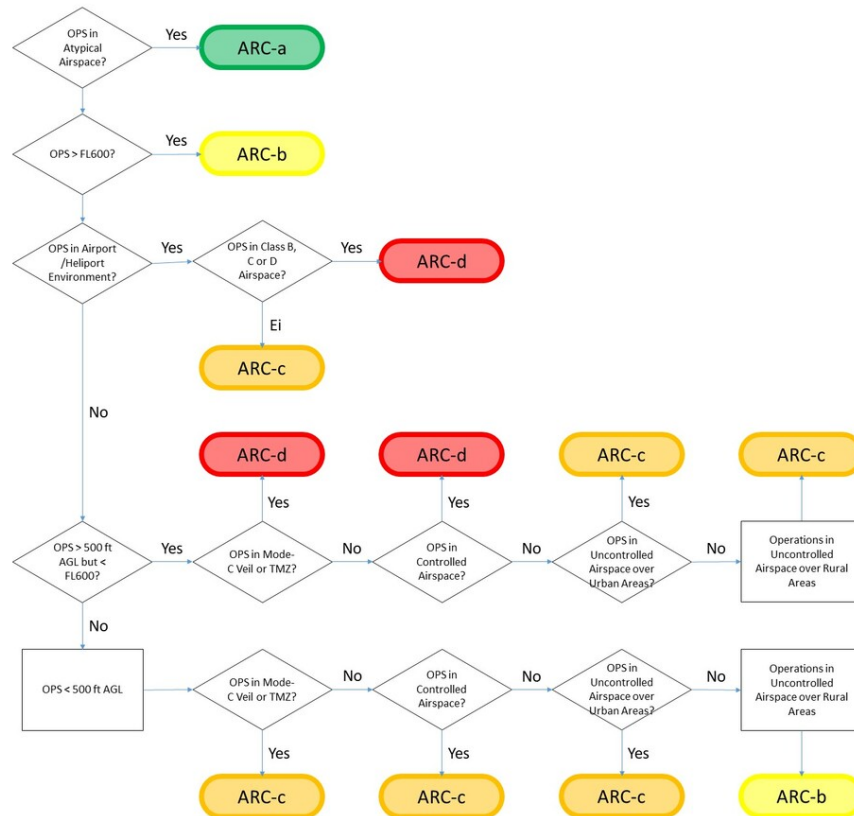 OPS in
Atypical
Airspace?
Yes
ARC-a
OPS > FL600?
Yes
ARC-b
OPS in Airport
/Heliport
Environment?
Yes
OPS in Class B,
C or D
Airspace?
Yes
ARC-d
Ei
ARC-c
No
ARC-d
ARC-d
ARC-c
ARC-c
Yes
Yes
Yes
Yes
OPS > 500 ft
AGL but <
FL600?
Yes
OPS in Mode-
C Veil or TMZ?
No
OPS in
Controlled
Airspace?
No
OPS in
Uncontrolled
Airspace over
Urban Areas?
No
Operations in
Uncontrolled
Airspace over Rural
Areas
No
OPS < 500 ft AGL
OPS in Mode-
C Veil or TMZ?
No
OPS in
Controlled
Airspace?
No
OPS in
Uncontrolled
Airspace over
Urban Areas?
No
Operations in
Uncontrolled
Airspace over Rural
Areas
Yes
Yes
Yes
Yes
ARC-c
ARC-c
ARC-c
ARC-b